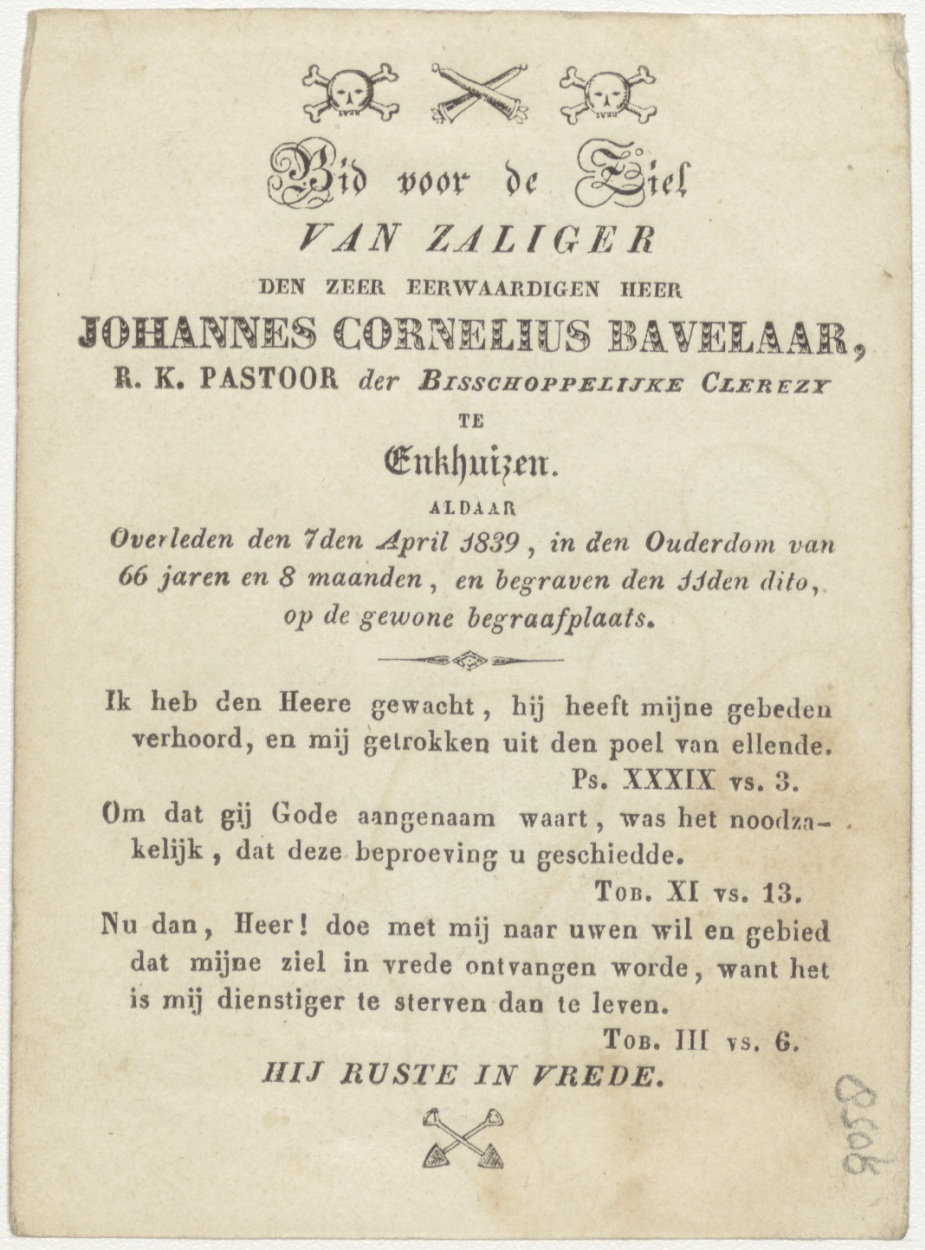 Bid voor de Ziel
VAN ZALIGER
DEN ZEER EERWAARDIGEN HEER
JOHANNES CORNELIUS BAVELAAR,
R. K. PASTOOR der BISSCHOPPELIJKE CLEREZY
TE
Enkhuizen.
ALDAAR
Overleden den 7den April 1839, in den Ouderdom van
66 jaren en 8 maanden, en begraven den 11den dito,
op de gewone begraafplaats.
Ik heb den Heere gewacht, hij heeft mijne gebeden
verhoord, en mij getrokken uit den poel van ellende.
Ps. XXXIX vs. 3.
Om dat gij Gode aangenaam waart, was het noodza-
kelijk, dat deze beproeving u geschiedde.
TOB. XI vs. 13.
Nu dan, Heer! doe met mij naar uwen wil en gebied
dat mijne ziel in vrede ontvangen worde, want het
is mij dienstiger te sterven dan te leven.
TOB. III vs. 6.
HIJ RUSTE IN VREDE.